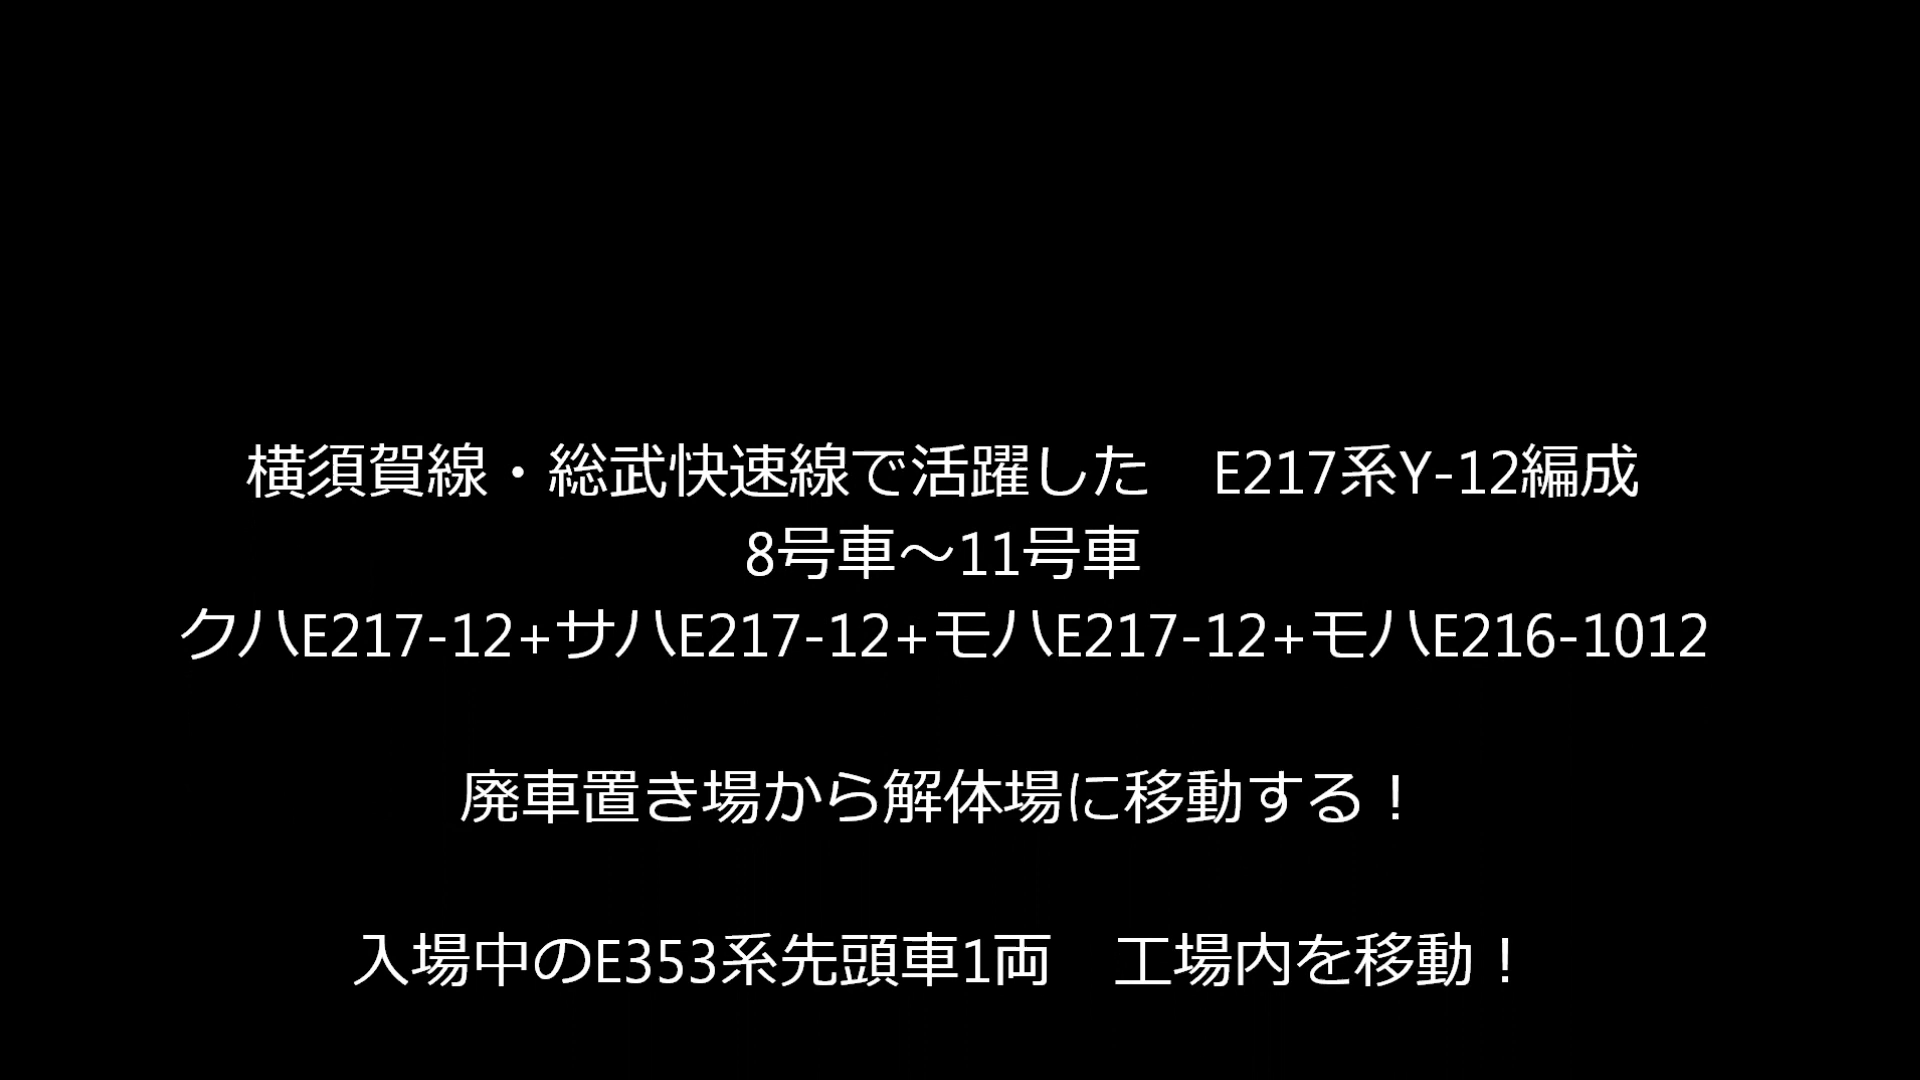 横須賀線・総武快速線で活躍した　E217系Y-12編成
8号車～11号車
クハE217-12+サハE217-12+モハE217-12+モハE216-1012
廃車置き場から解体場に移動する！
入場中のE353系先頭車1両　工場内を移動！